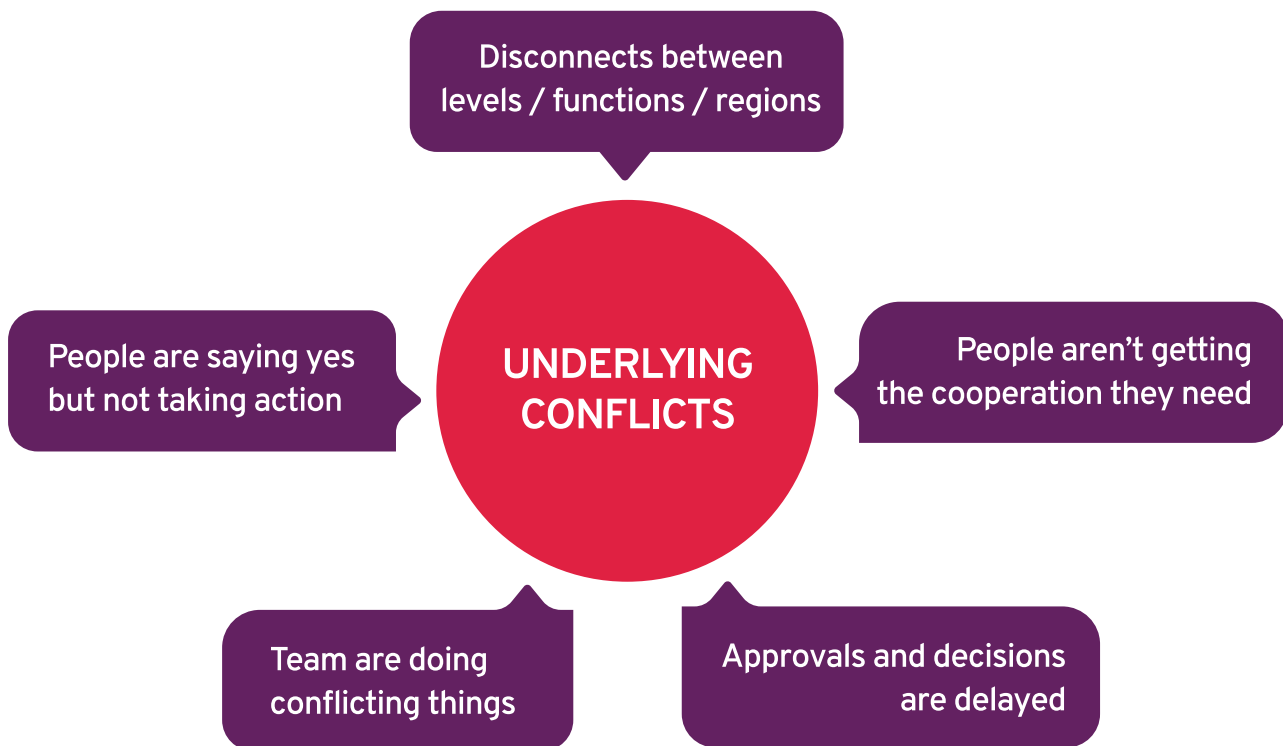 Disconnects between
levels / functions / regions
People are saying yes
but not taking action
UNDERLYING
CONFLICTS
People aren’t getting
the cooperation they need
Team are doing
conflicting things
Approvals and decisions
are delayed